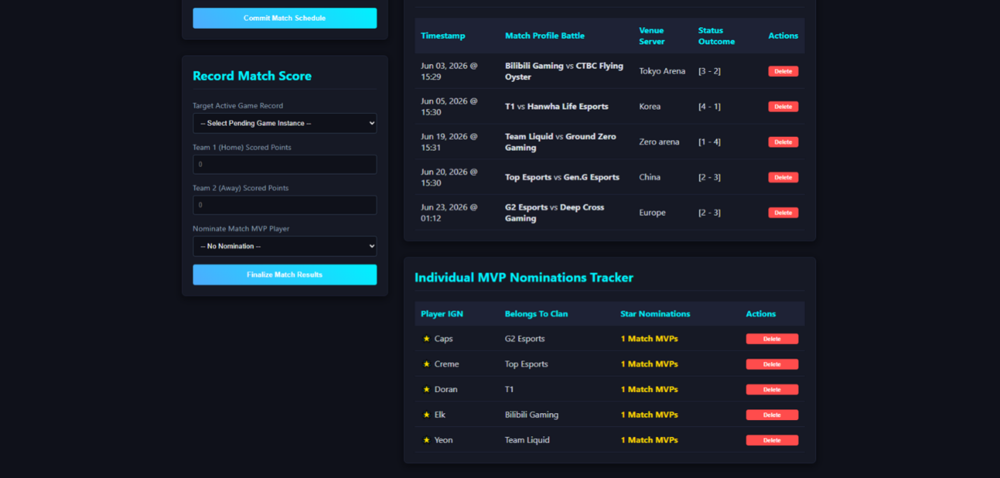 Commit Match Schedule
Record Match Score
Target Active Game Record
-- Select Pending Game Instance --
Team 1 (Home) Scored Points
0
Team 2 (Away) Scored Points
0
Nominate Match MVP Player
-- No Nomination --
Finalize Match Results
Timestamp Match Profile Battle Venue Server Status Outcome Actions
Jun 03, 2026 @ 15:29 Bilibili Gaming vs CTBC Flying Oyster Tokyo Arena [3 - 2] Delete
Jun 05, 2026 @ 15:30 T1 vs Hanwha Life Esports Korea [4 - 1] Delete
Jun 19, 2026 @ 15:31 Team Liquid vs Ground Zero Gaming Zero arena [1 - 4] Delete
Jun 20, 2026 @ 15:30 Top Esports vs Gen.G Esports China [2 - 3] Delete
Jun 23, 2026 @ 01:12 G2 Esports vs Deep Cross Gaming Europe [2 - 3] Delete
Individual MVP Nominations Tracker
Player IGN Belongs To Clan Star Nominations Actions
★ Caps G2 Esports 1 Match MVPs Delete
★ Creme Top Esports 1 Match MVPs Delete
★ Doran T1 1 Match MVPs Delete
★ Elk Bilibili Gaming 1 Match MVPs Delete
★ Yeon Team Liquid 1 Match MVPs Delete